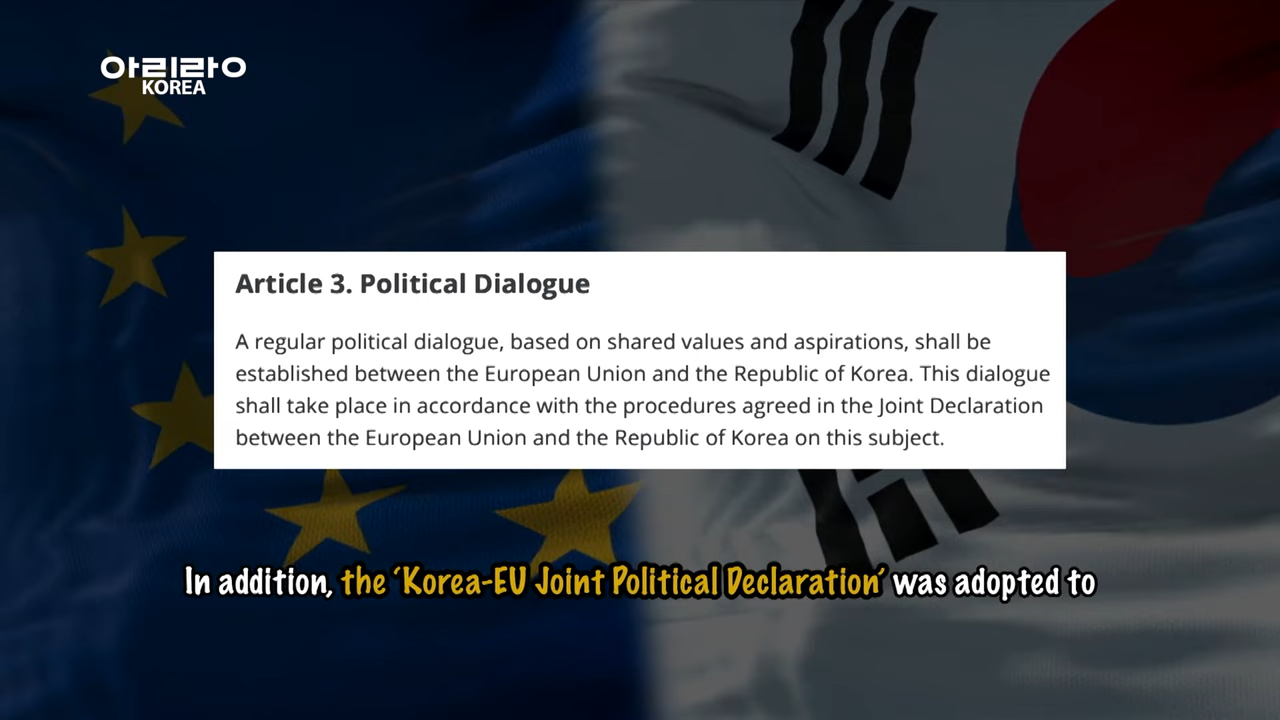 아리랑
KOREA
Article 3. Political Dialogue
A regular political dialogue, based on shared values and aspirations, shall be
established between the European Union and the Republic of Korea. This dialogue
shall take place in accordance with the procedures agreed in the Joint Declaration
between the European Union and the Republic of Korea on this subject.
In addition, the ‘Korea-EU Joint Political Declaration’ was adopted to